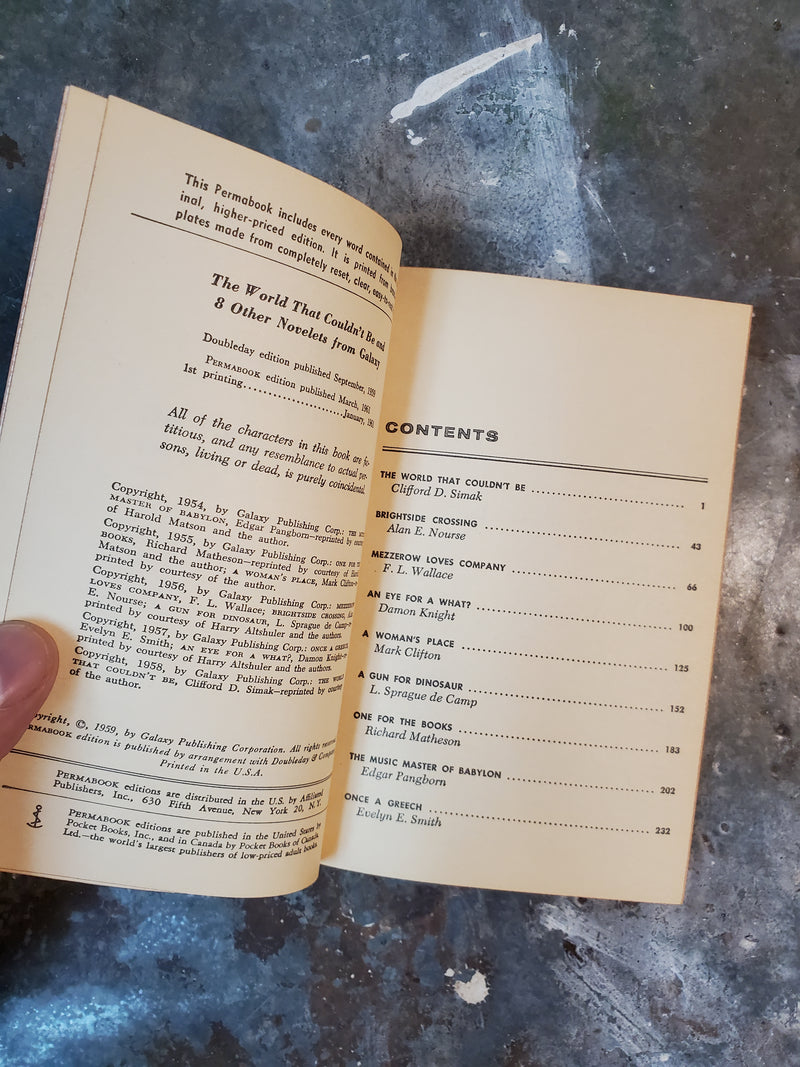 This Permabook includes every word contained in the
inal, higher-priced edition. It is printed from
plates made from completely reset, clear, easy-to-
The World That Couldn't Be and
8 Other Novelets from Galaxy
Doubleday edition published September, 1959
PERMABOOK edition published March, 1961
1st printing....................January, 1961
All of the characters in this book are fic-
titious, and any resemblance to actual per-
sons, living or dead, is purely coincidental.
Copyright, 1954, by Galaxy Publishing Corp.: THE
MASTER OF BABYLON, Edgar Pangborn—reprinted by
of Harold Matson and the author.
Copyright, 1955, by Galaxy Publishing Corp.: ONE FOR
BOOKS, Richard Matheson—reprinted by courtesy of
Matson and the author; A WOMAN'S PLACE, Mark Clifton—
printed by courtesy of the author.
Copyright, 1956, by Galaxy Publishing Corp.: MEZZEROW
LOVES COMPANY, F. L. Wallace; BRIGHTSIDE CROSSING,
E. Nourse; A GUN FOR DINOSAUR, L. Sprague de Camp—
printed by courtesy of Harry Altshuler and the authors.
Copyright, 1957, by Galaxy Publishing Corp.: ONCE A GREECH,
Evelyn E. Smith; AN EYE FOR A WHAT?, Damon Knight—
printed by courtesy of Harry Altshuler and the authors.
Copyright, 1958, by Galaxy Publishing Corp.: THE WORLD
THAT COULDN'T BE, Clifford D. Simak—reprinted by courtesy
of the author.
opyright, ©, 1959, by Galaxy Publishing Corporation. All rights reserved
RMABOOK edition is published by arrangement with Doubleday & Company
Printed in the U.S.A.
PERMABOOK editions are distributed in the U.S. by Affiliated
Publishers, Inc., 630 Fifth Avenue, New York 20, N.Y.
PERMABOOK editions are published in the United States by
Pocket Books, Inc., and in Canada by Pocket Books of Canada,
Ltd.—the world's largest publishers of low-priced adult books.
CONTENTS
THE WORLD THAT COULDN'T BE .................... 1
Clifford D. Simak
BRIGHTSIDE CROSSING .................... 43
Alan E. Nourse
MEZZEROW LOVES COMPANY .................... 66
F. L. Wallace
AN EYE FOR A WHAT? .................... 100
Damon Knight
A WOMAN'S PLACE .................... 125
Mark Clifton
A GUN FOR DINOSAUR .................... 152
L. Sprague de Camp
ONE FOR THE BOOKS .................... 183
Richard Matheson
THE MUSIC MASTER OF BABYLON .................... 202
Edgar Pangborn
ONCE A GREECH .................... 232
Evelyn E. Smith